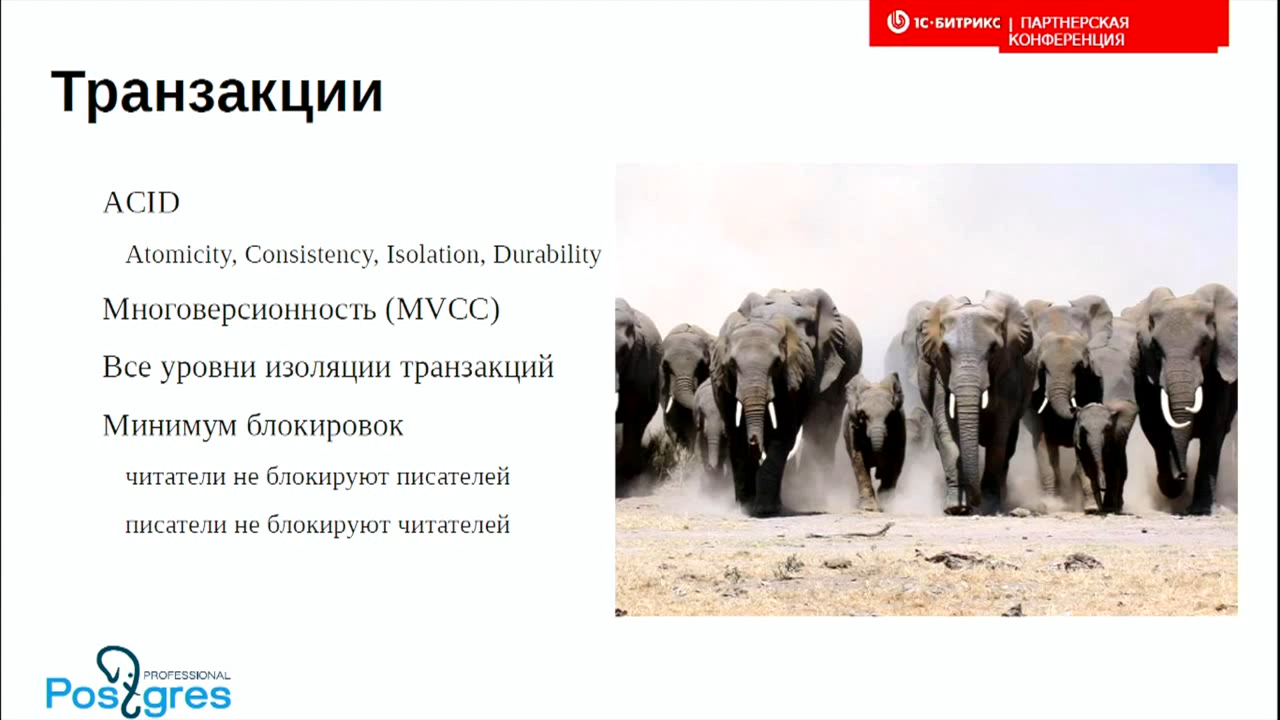 1С·БИТРИКС | ПАРТНЕРСКАЯ
КОНФЕРЕНЦИЯ
Транзакции
ACID
Atomicity, Consistency, Isolation, Durability
Многоверсионность (MVCC)
Все уровни изоляции транзакций
Минимум блокировок
читатели не блокируют писателей
писатели не блокируют читателей
PROFESSIONAL
Postgres